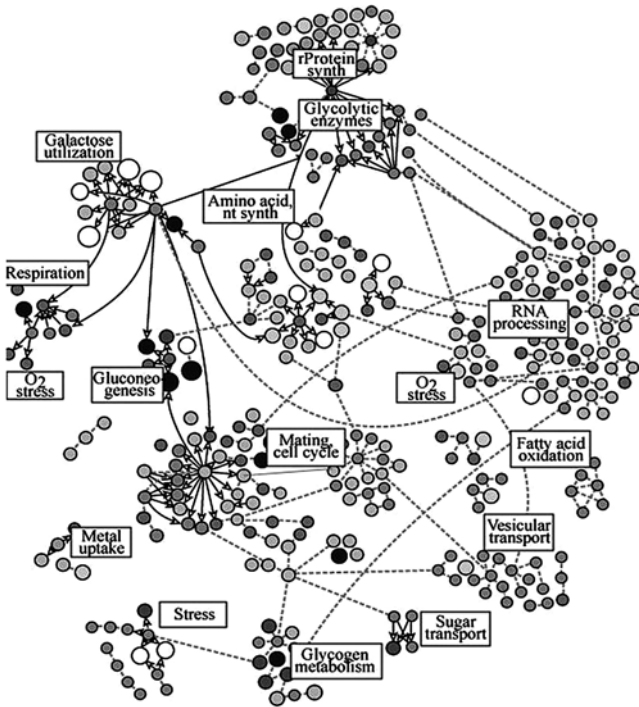 rProtein
synth
Glycolytic
enzymes
Galactose
utilization
Amino acid,
nt synth
Respiration
RNA
processing
O2
stress
Gluconeo
genesis
O2
stress
Mating,
cell cycle
Fatty acid
oxidation
Metal
uptake
Vesicular
transport
Stress
Sugar
transport
Glycogen
metabolism